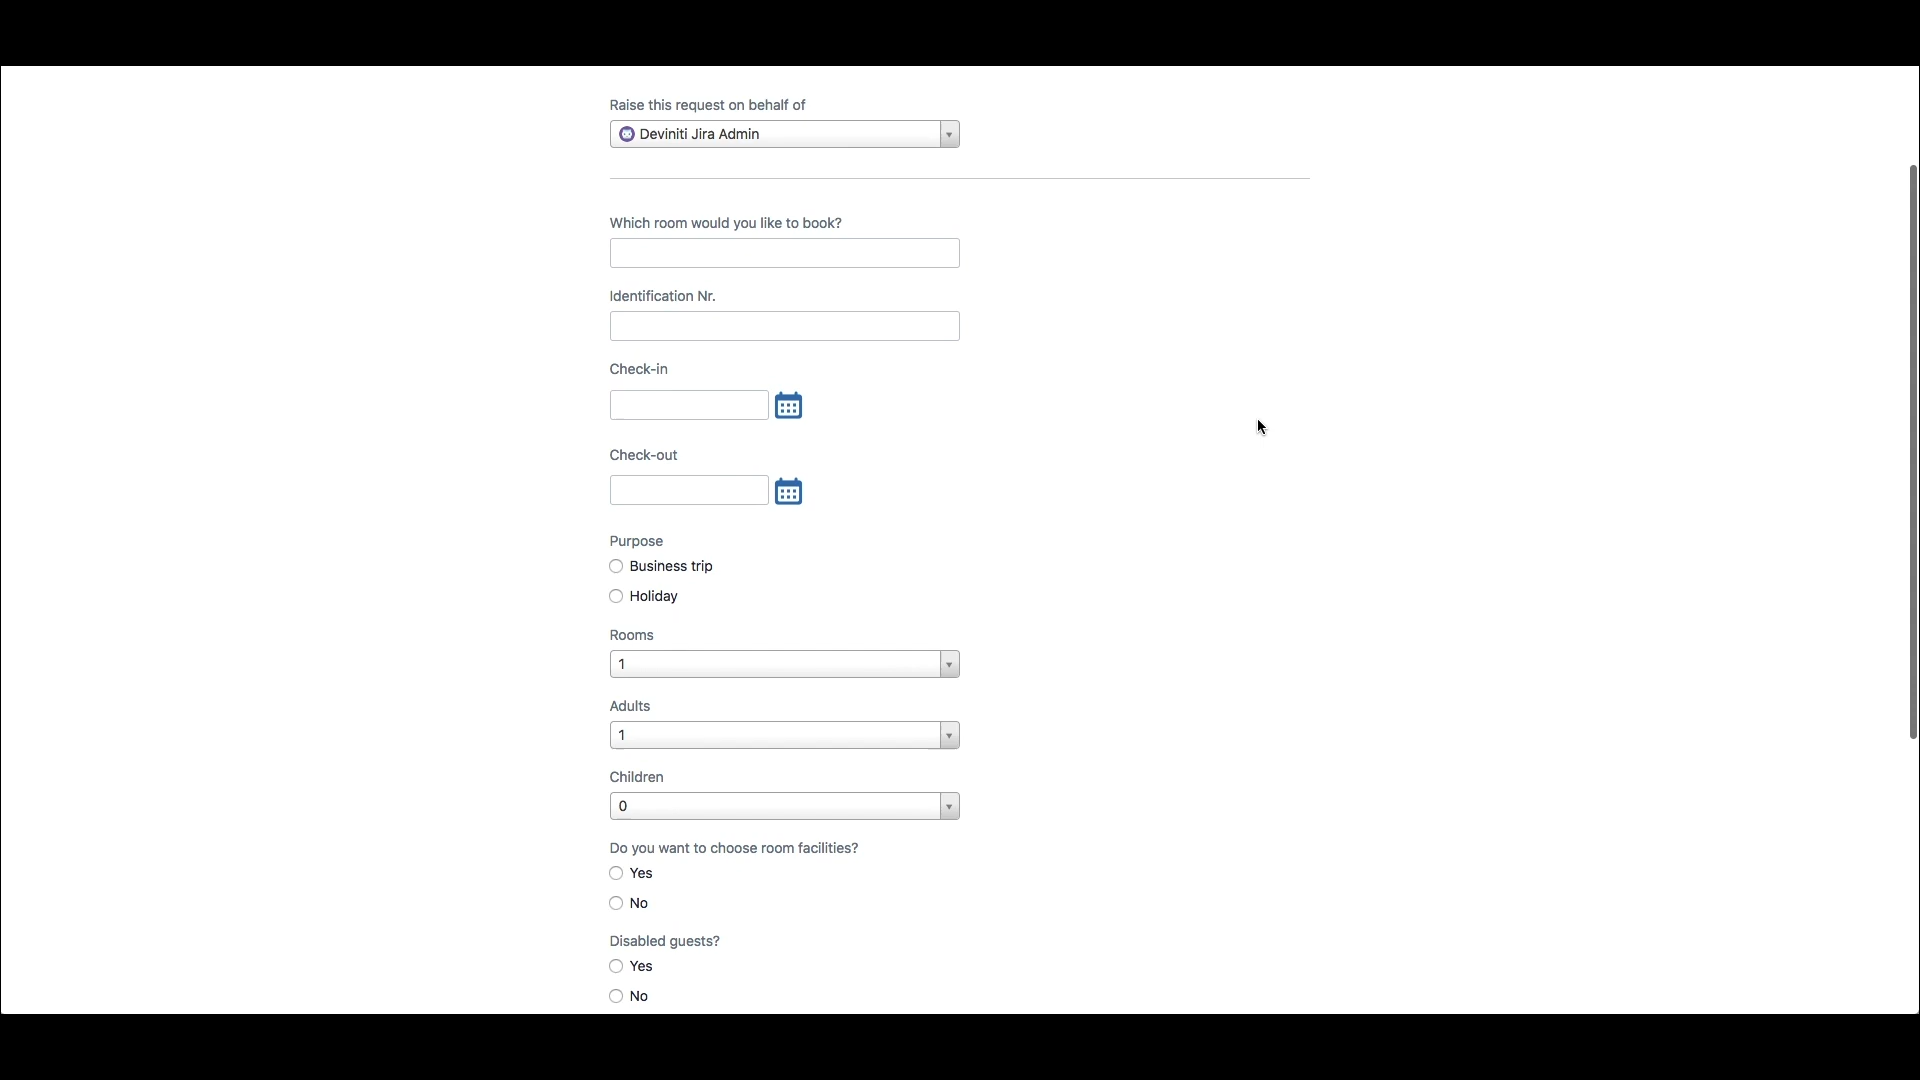 Raise this request on behalf of
Deviniti Jira Admin
Which room would you like to book?
Identification Nr.
Check-in
Check-out
Purpose
Business trip
Holiday
Rooms
1
Adults
1
Children
0
Do you want to choose room facilities?
Yes
No
Disabled guests?
Yes
No